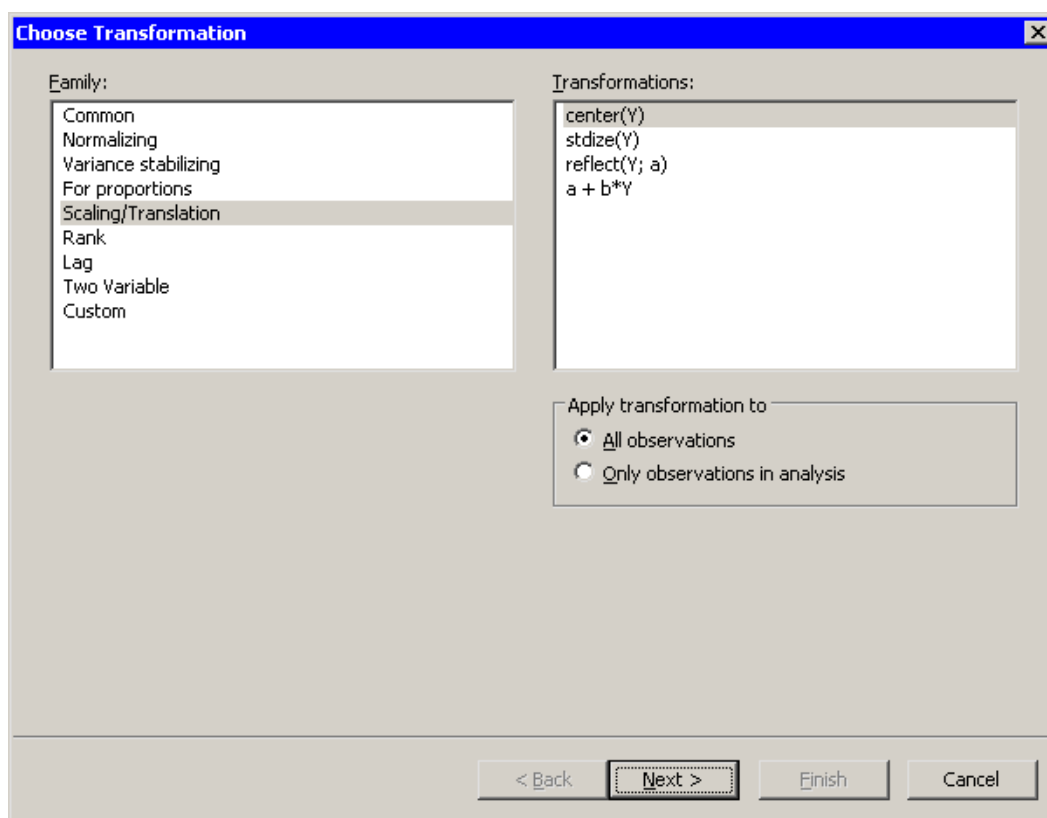 Choose Transformation
Family:
Common
Normalizing
Variance stabilizing
For proportions
Scaling/Translation
Rank
Lag
Two Variable
Custom
Transformations:
center(Y)
stdize(Y)
reflect(Y; a)
a + b*Y
Apply transformation to
All observations
Only observations in analysis
< Back
Next >
Finish
Cancel